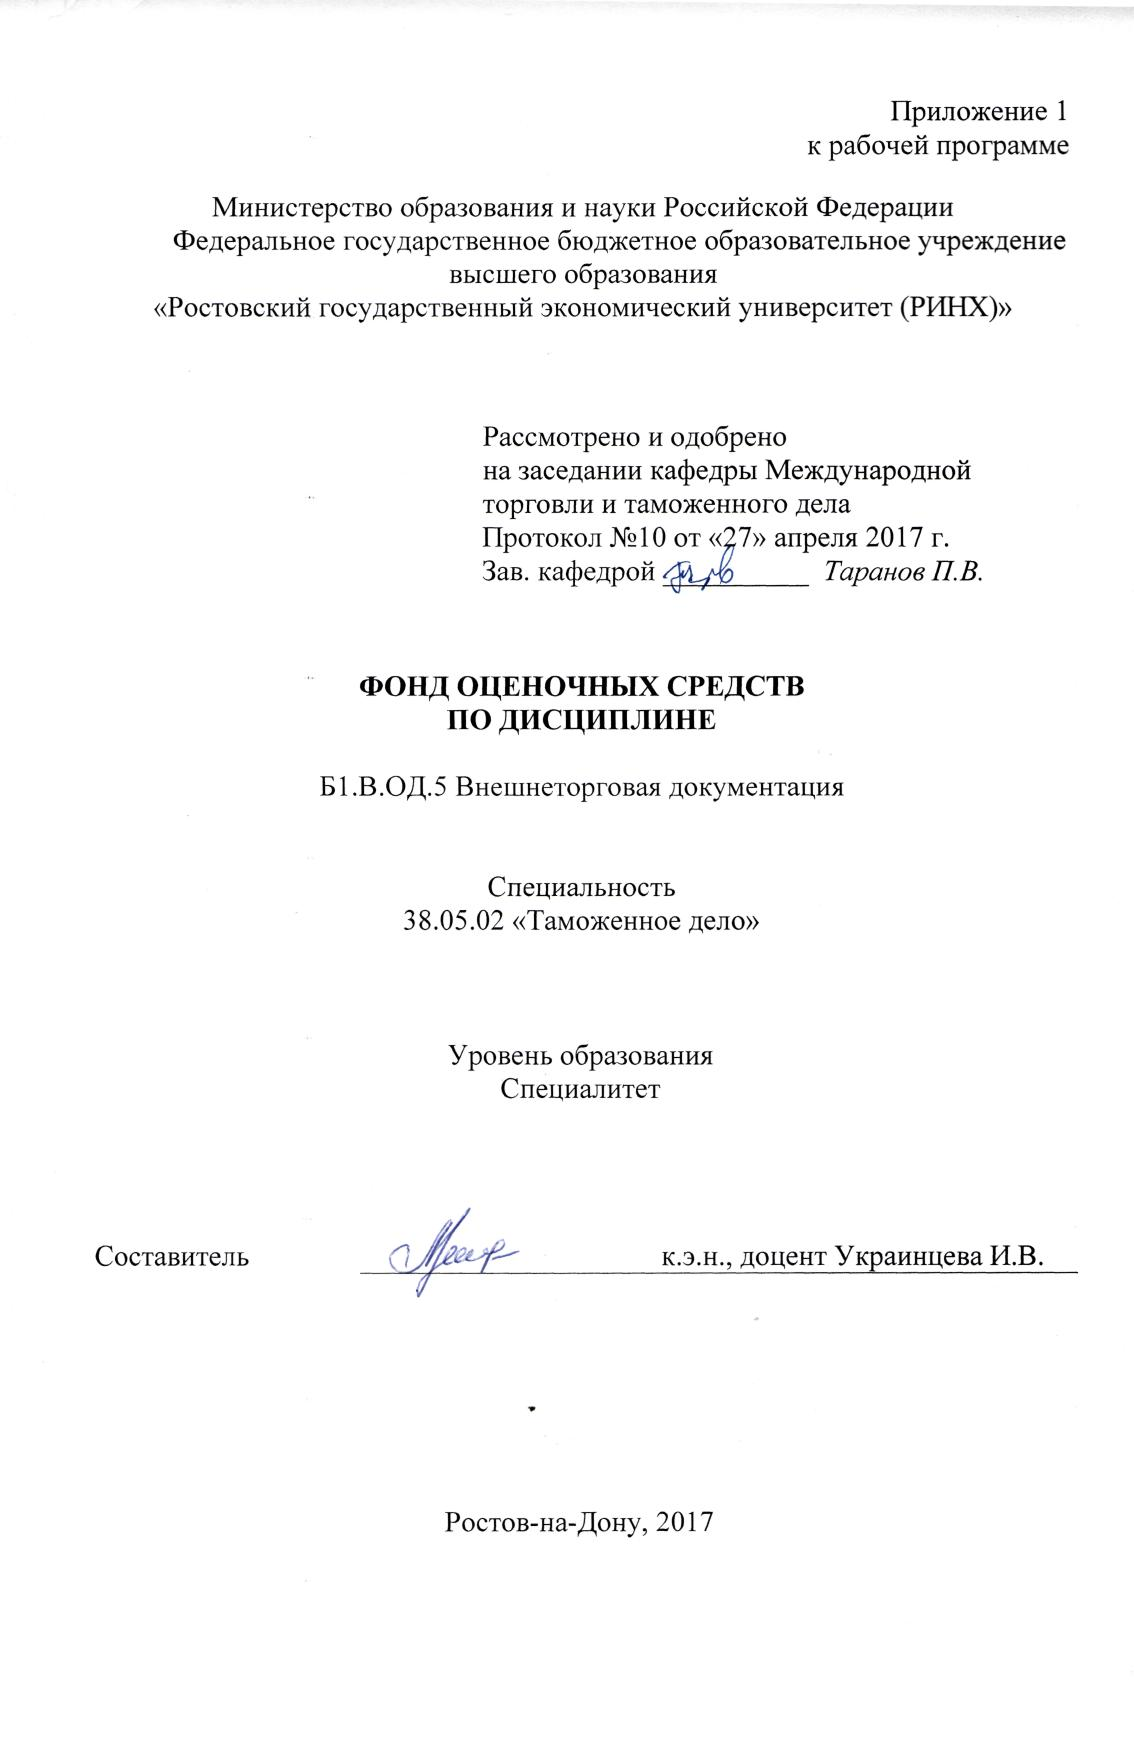 Приложение 1
к рабочей программе
Министерство образования и науки Российской Федерации
Федеральное государственное бюджетное образовательное учреждение
высшего образования
«Ростовский государственный экономический университет (РИНХ)»
Рассмотрено и одобрено
на заседании кафедры Международной
торговли и таможенного дела
Протокол №10 от «27» апреля 2017 г.
Зав. кафедрой __________ Таранов П.В.
ФОНД ОЦЕНОЧНЫХ СРЕДСТВ
ПО ДИСЦИПЛИНЕ
Б1.В.ОД.5 Внешнеторговая документация
Специальность
38.05.02 «Таможенное дело»
Уровень образования
Специалитет
Составитель к.э.н., доцент Украинцева И.В.
Ростов-на-Дону, 2017